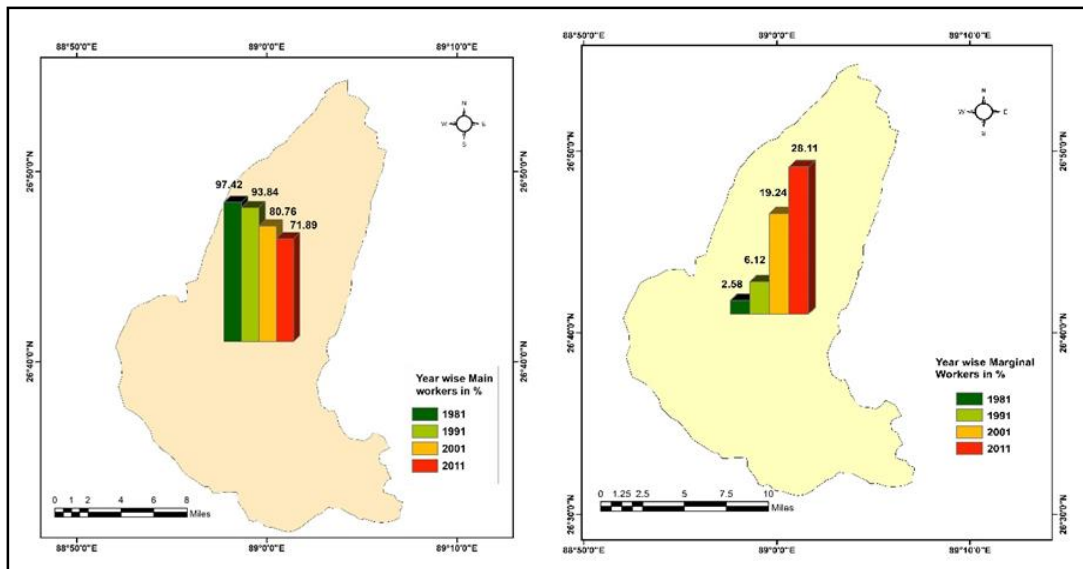 88°50'0"E 89°0'0"E 89°10'0"E
N
W E
S
26°50'0"N
26°40'0"N
97.42
93.84
80.76
71.89
Year wise Main
workers in %
1981
1991
2001
2011
0 1 2 4 6 8
Miles
88°50'0"E 89°0'0"E 89°10'0"E
88°50'0"E 89°0'0"E 89°10'0"E
N
W E
S
26°50'0"N
26°40'0"N
26°30'0"N
28.11
19.24
6.12
2.58
Year wise Marginal
Workers in %
1981
1991
2001
2011
0 1.25 2.5 5 7.5 10
Miles
26°50'0"N
26°40'0"N
26°30'0"N
88°50'0"E 89°0'0"E 89°10'0"E